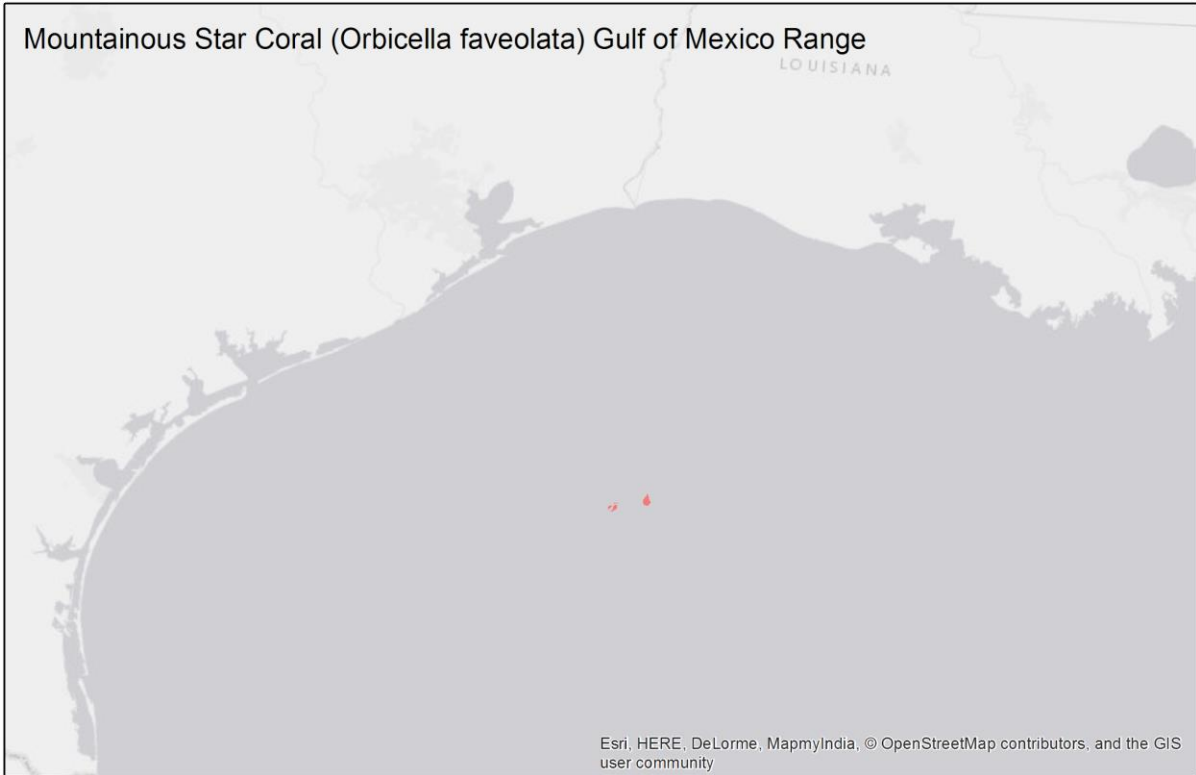 Mountainous Star Coral (Orbicella faveolata) Gulf of Mexico Range
LOUISIANA
Esri, HERE, DeLorme, MapmyIndia, © OpenStreetMap contributors, and the GIS
user community